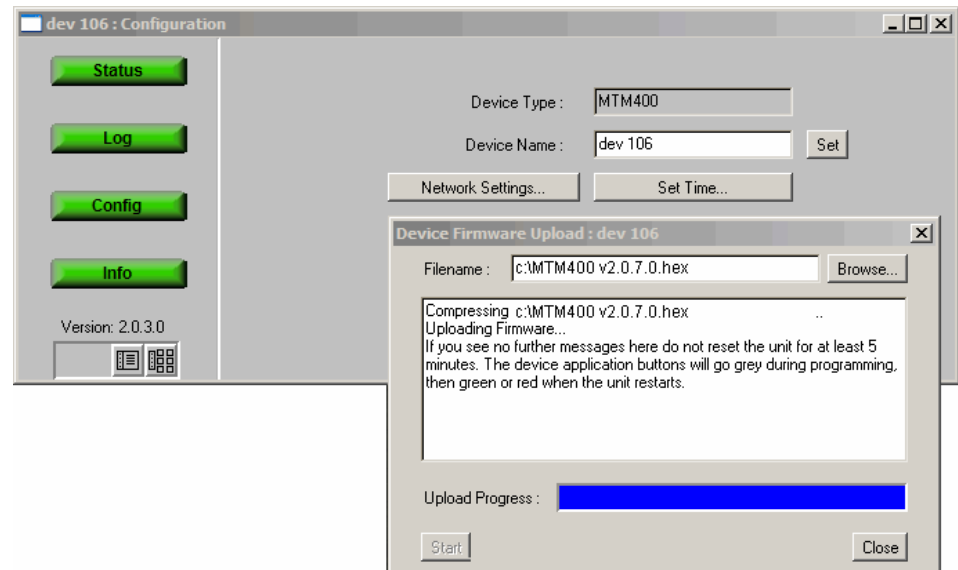 dev 106 : Configuration
Status
Log
Config
Info
Version: 2.0.3.0
Device Type :
MTM400
Device Name :
dev 106
Set
Network Settings...
Set Time...
Device Firmware Upload : dev 106
Filename :
c:\MTM400 v2.0.7.0.hex
Browse...
Compressing c:\MTM400 v2.0.7.0.hex ..
Uploading Firmware...
If you see no further messages here do not reset the unit for at least 5
minutes. The device application buttons will go grey during programming,
then green or red when the unit restarts.
Upload Progress :
Start
Close